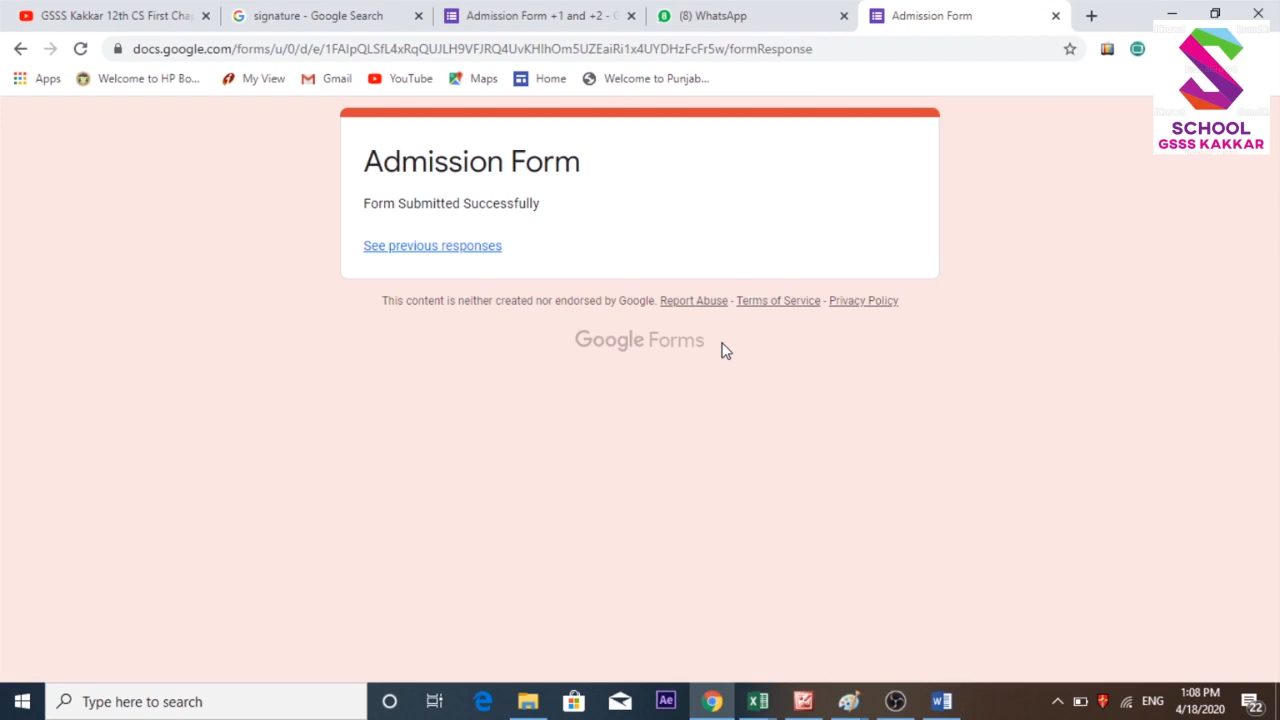 GSSS Kakkar 12th CS First Cha
signature - Google Search
Admission Form +1 and +2 - G
(8) WhatsApp
Admission Form
docs.google.com/forms/u/0/d/e/1FAIpQLSfL4xRqQUJLH9VFJRQ4UvKHIhOm5UZEaiRi1x4UYDHzFcFr5w/formResponse
Apps
Welcome to HP Bo...
My View
Gmail
YouTube
Maps
Home
Welcome to Punjab...
SCHOOL
GSSS KAKKAR
Admission Form
Form Submitted Successfully
See previous responses
This content is neither created nor endorsed by Google. Report Abuse - Terms of Service - Privacy Policy
Google Forms
Type here to search
Ae
ENG
1:08 PM
4/18/2020
22